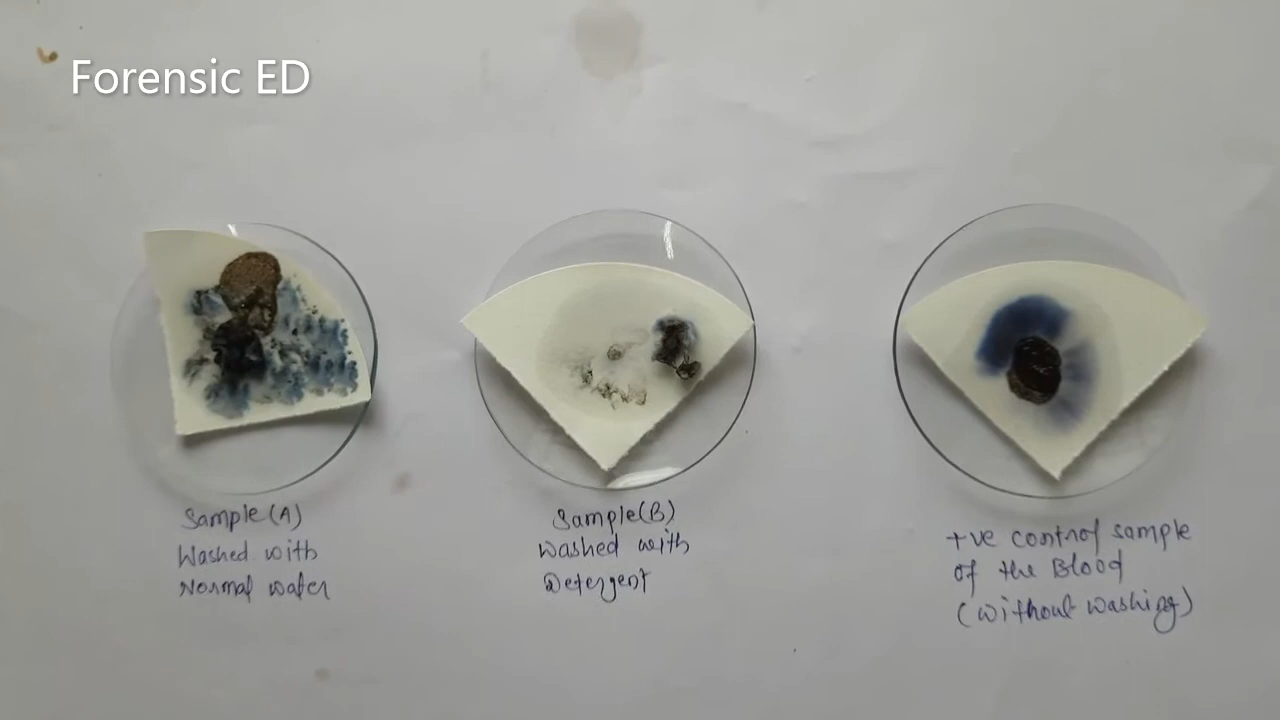 Forensic ED
Sample(A)
Washed with
Normal water
Sample(B)
Washed with
Detergent
+ve control sample
of the Blood
(without washing)